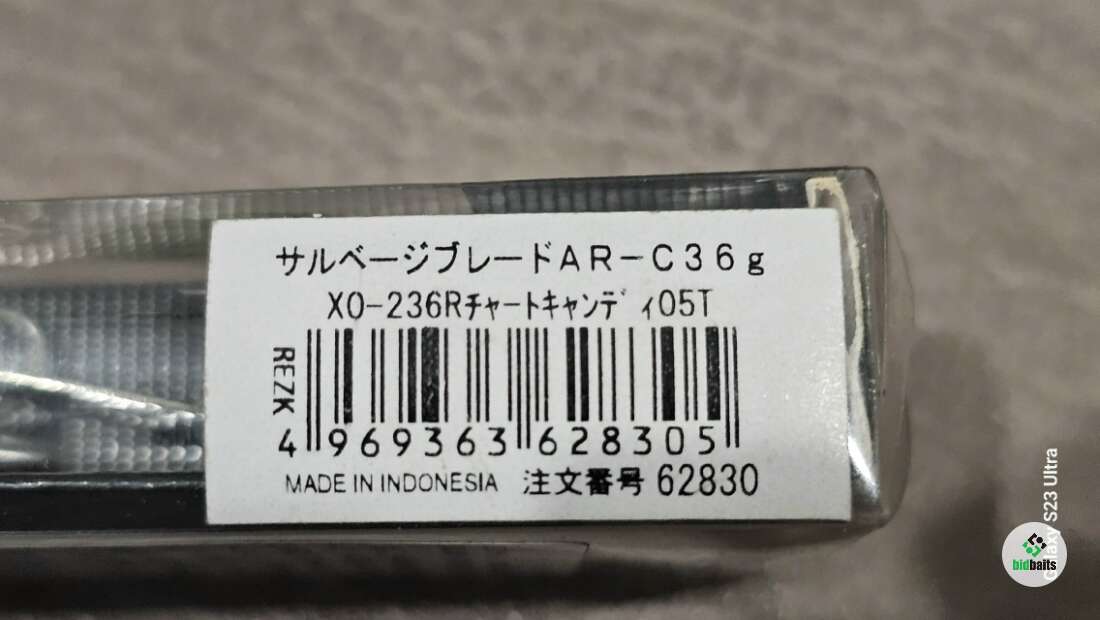 サルベージブレードAR-C36g
XO-236Rﾁｬｰﾄｷｬﾝﾃﾞｨ05T
REZK
4 969363 628305
MADE IN INDONESIA 注文番号 62830
Galaxy S23 Ultra
bidbaits